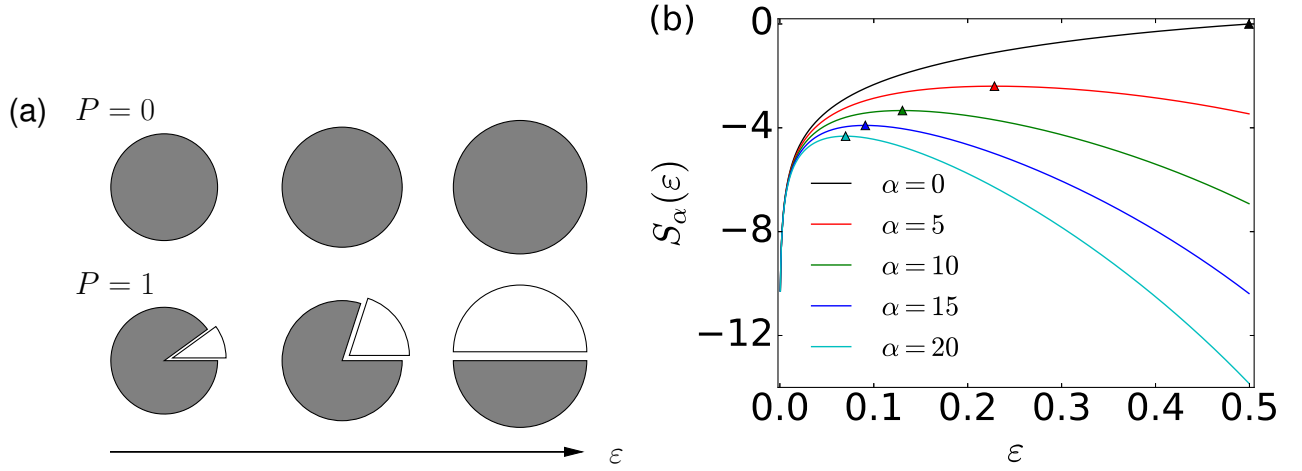 (a)
P = 0
P = 1
ε
(b)
S_α(ε)
0
−4
−8
−12
α = 0
α = 5
α = 10
α = 15
α = 20
0.0 0.1 0.2 0.3 0.4 0.5
ε